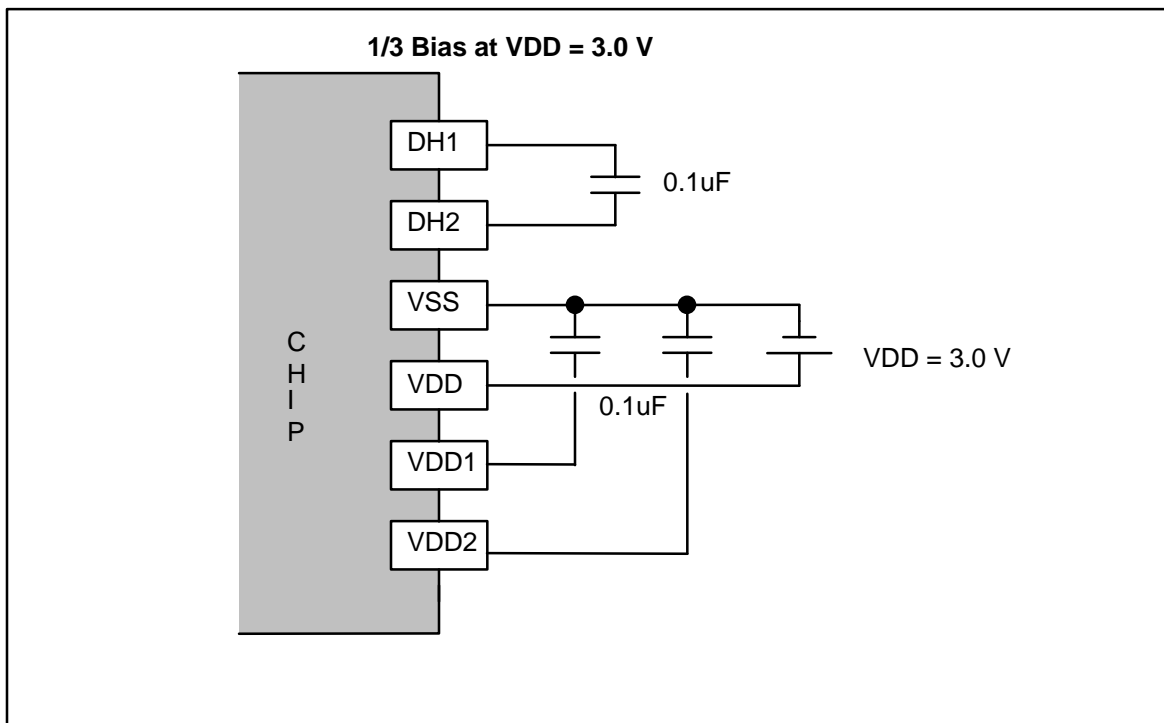 1/3 Bias at VDD = 3.0 V
DH1
0.1uF
DH2
VSS
CHIP
VDD = 3.0 V
VDD
0.1uF
VDD1
VDD2